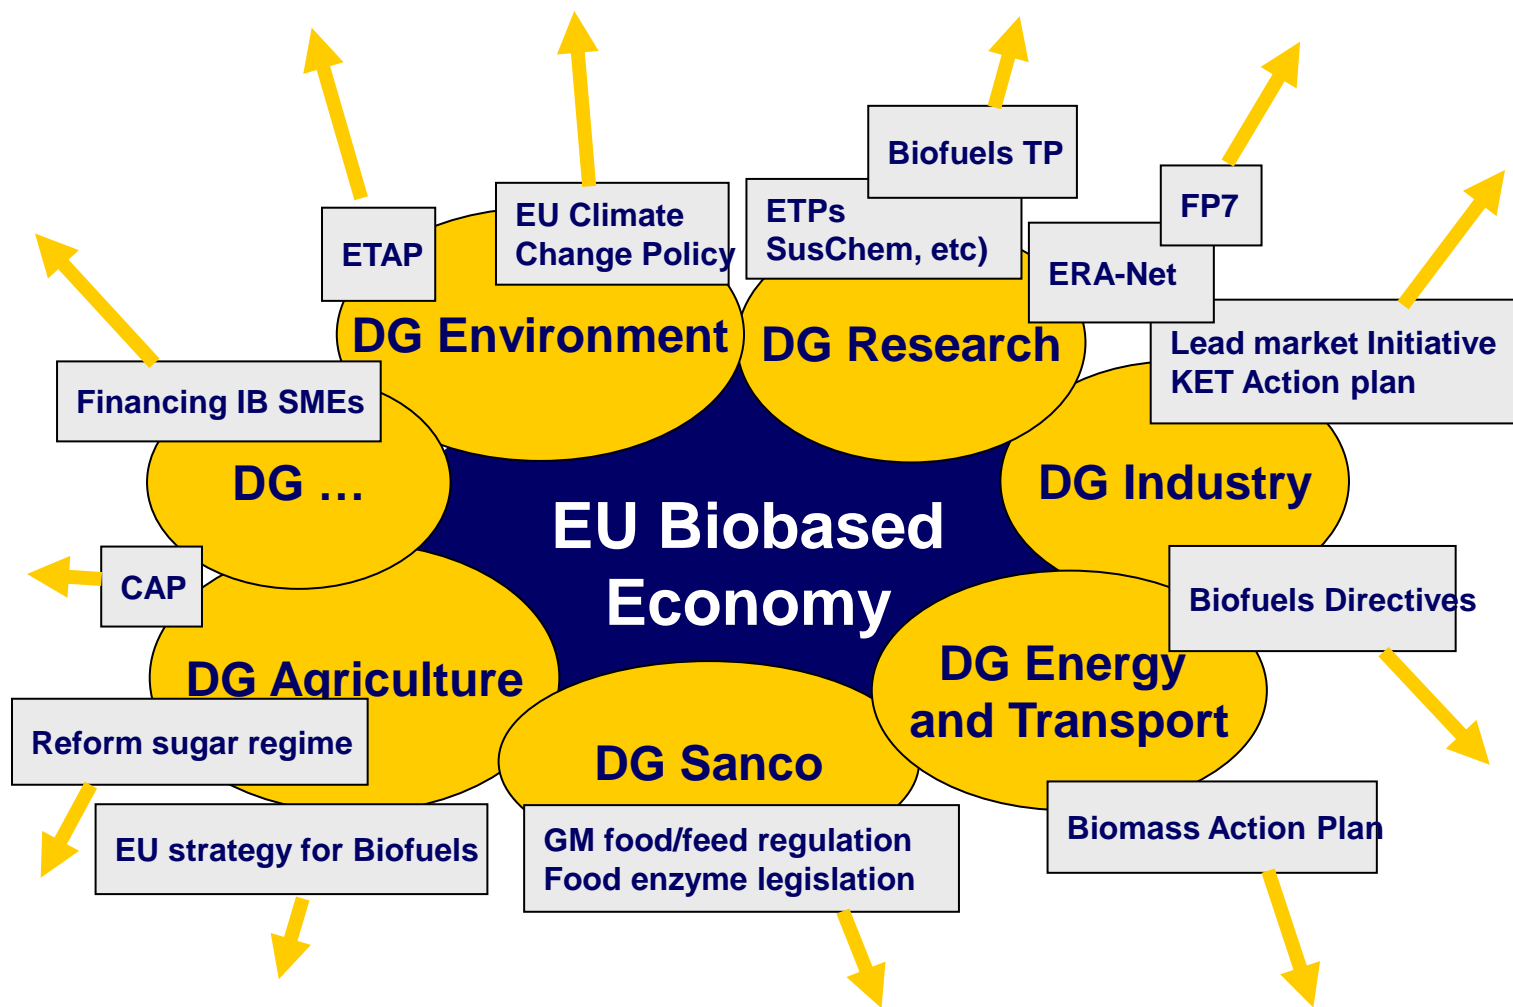 Biofuels TP
FP7
ETPs
SusChem, etc)
EU Climate
Change Policy
ETAP
ERA-Net
DG Environment
DG Research
Lead market Initiative
KET Action plan
Financing IB SMEs
DG …
DG Industry
EU Biobased
Economy
CAP
Biofuels Directives
DG Agriculture
DG Energy
and Transport
Reform sugar regime
DG Sanco
EU strategy for Biofuels
GM food/feed regulation
Food enzyme legislation
Biomass Action Plan